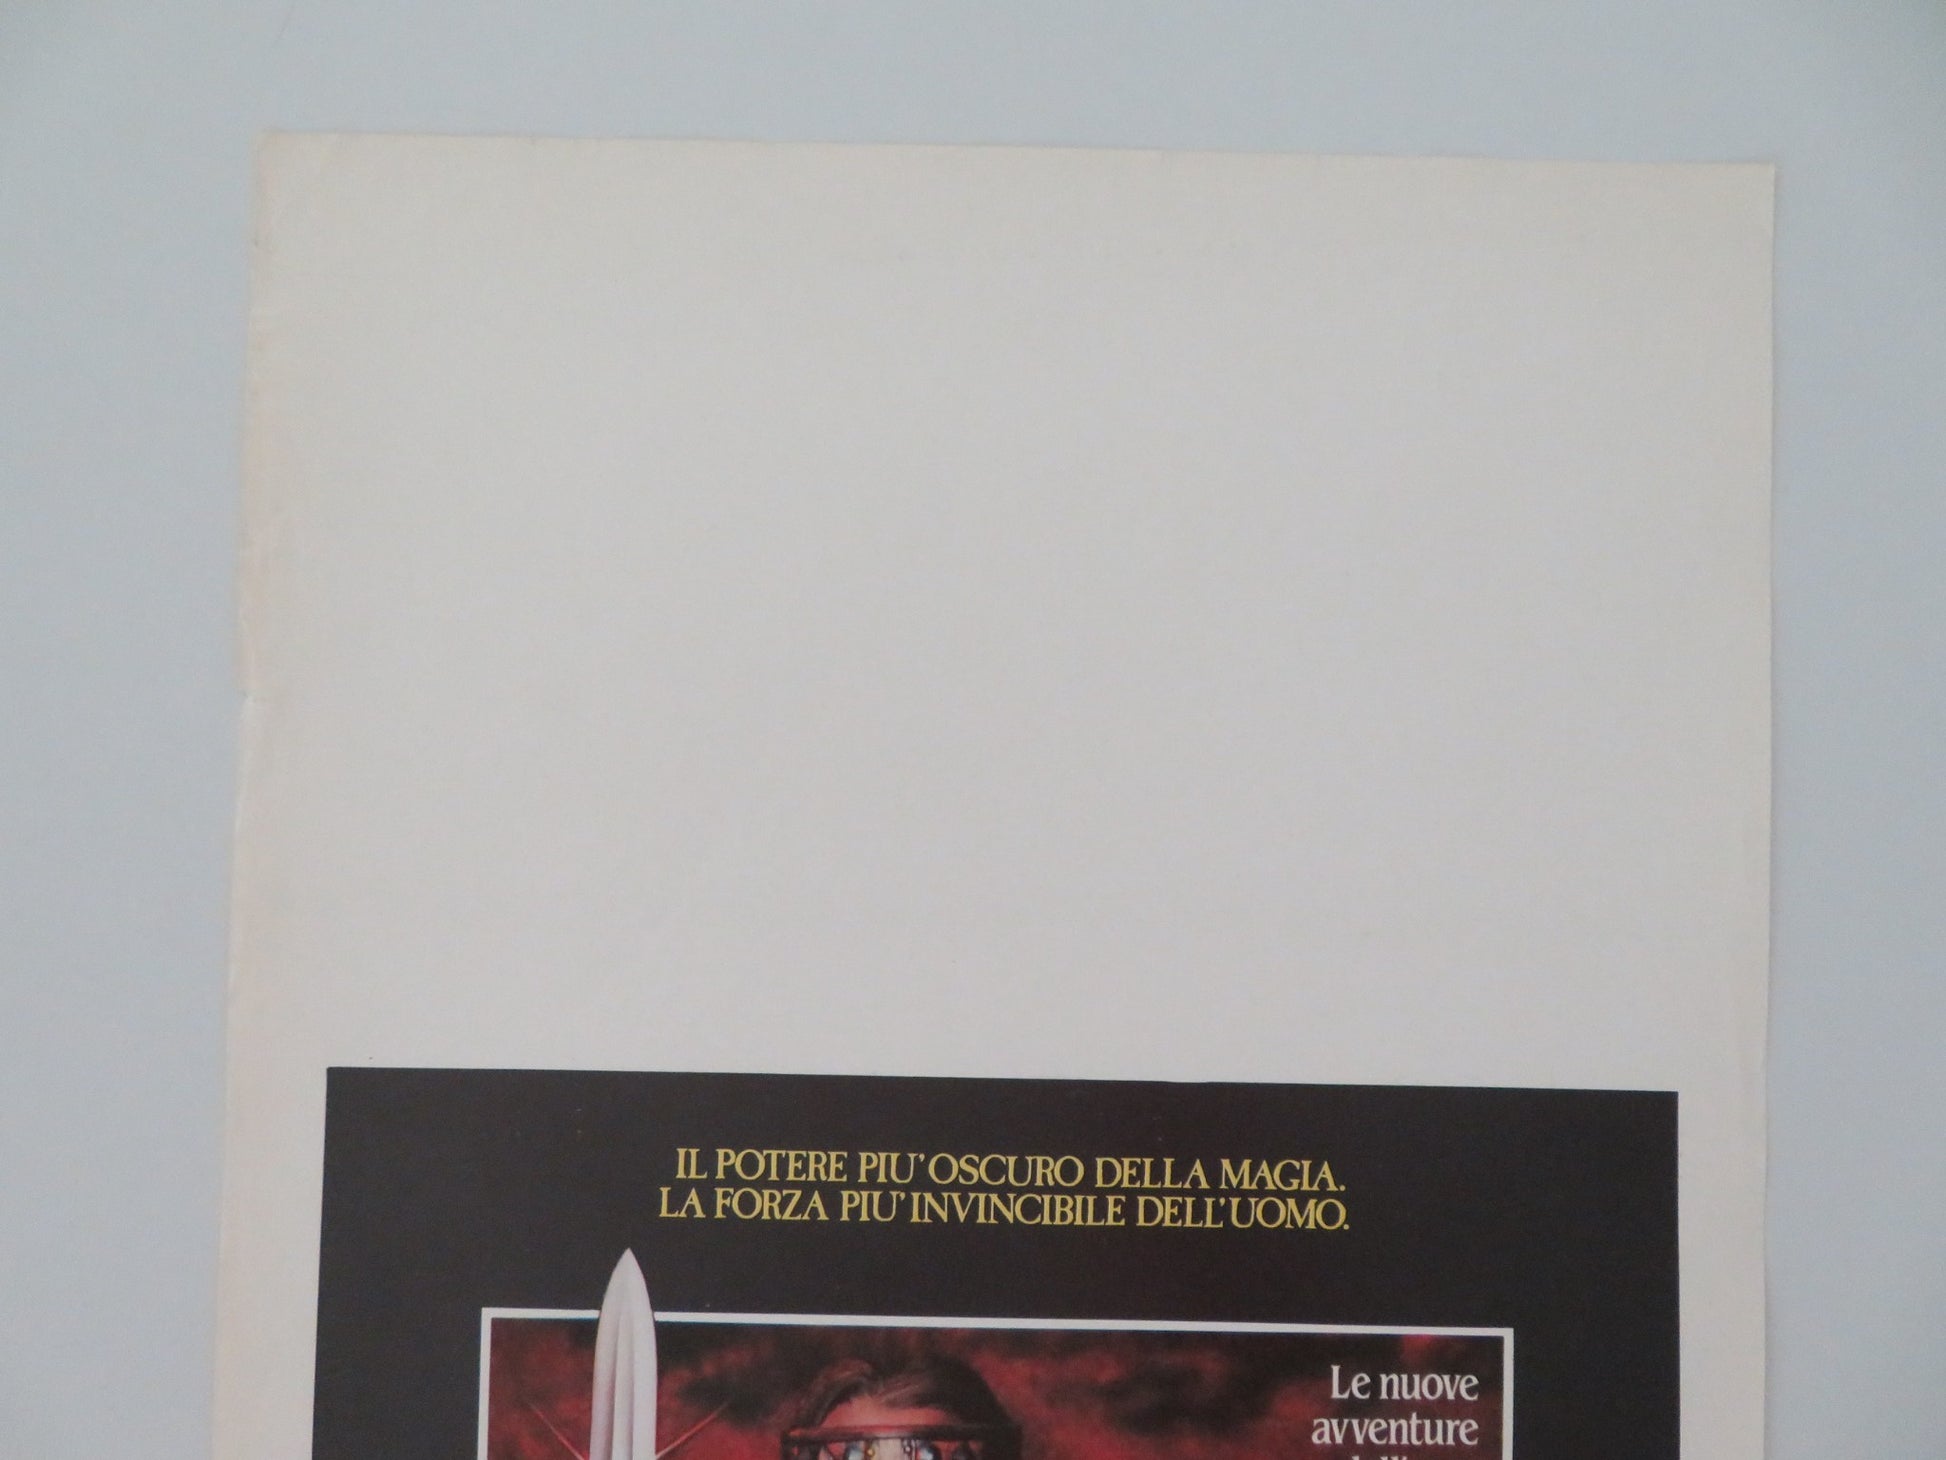 IL POTERE PIU' OSCURO DELLA MAGIA.
LA FORZA PIU' INVINCIBILE DELL'UOMO.
Le nuove
avventure